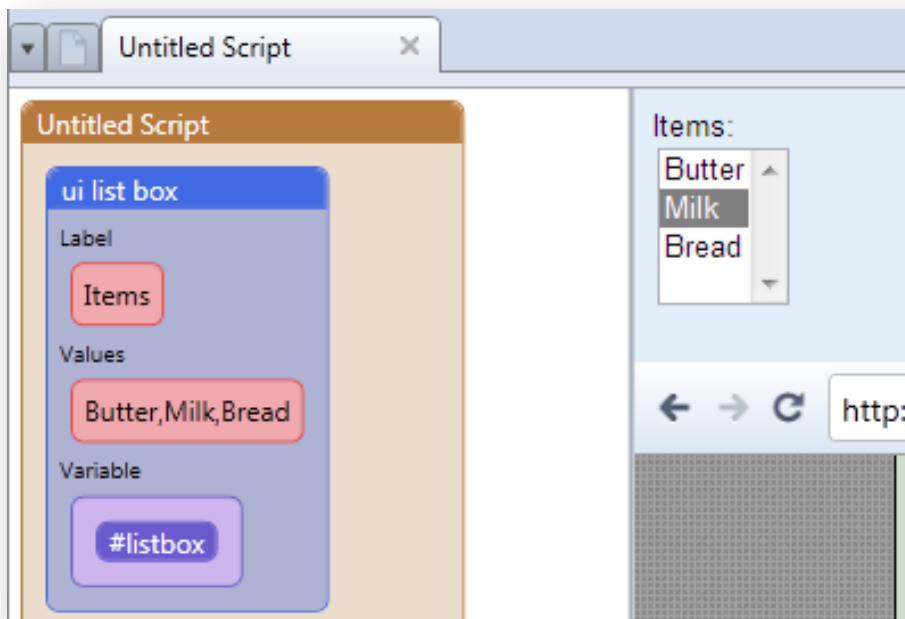 Untitled Script
Untitled Script
ui list box
Label
Items
Values
Butter,Milk,Bread
Variable
#listbox
Items:
Butter
Milk
Bread
http: